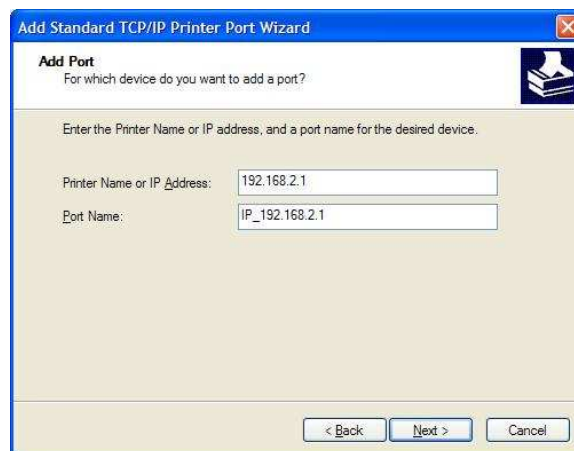 Add Standard TCP/IP Printer Port Wizard
Add Port
For which device do you want to add a port?
Enter the Printer Name or IP address, and a port name for the desired device.
Printer Name or IP Address: 192.168.2.1
Port Name: IP_192.168.2.1
< Back Next > Cancel